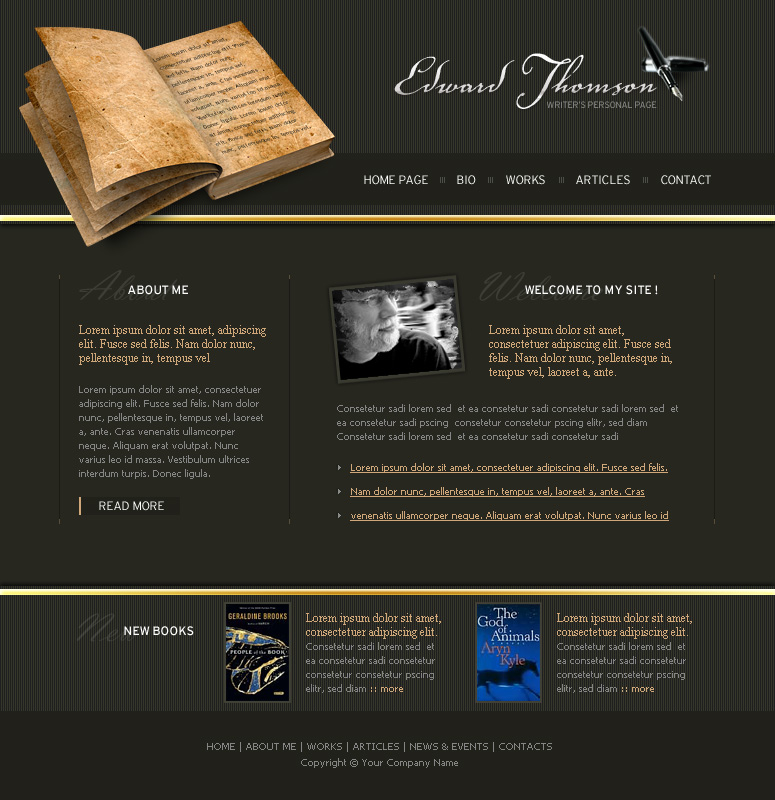 Edward Thomson
WRITER'S PERSONAL PAGE
HOME PAGE BIO WORKS ARTICLES CONTACT
About
ABOUT ME
Lorem ipsum dolor sit amet, adipiscing
elit. Fusce sed felis. Nam dolor nunc,
pellentesque in, tempus vel
Lorem ipsum dolor sit amet, consectetuer
adipiscing elit. Fusce sed felis. Nam dolor
nunc, pellentesque in, tempus vel, laoreet
a, ante. Cras venenatis ullamcorper
neque. Aliquam erat volutpat. Nunc
varius leo id massa. Vestibulum ultrices
interdum turpis. Donec ligula.
READ MORE
Welcome
WELCOME TO MY SITE !
Lorem ipsum dolor sit amet,
consectetuer adipiscing elit. Fusce sed
felis. Nam dolor nunc, pellentesque in,
tempus vel, laoreet a, ante.
Consetetur sadi lorem sed et ea consetetur sadi consetetur sadi lorem sed et
ea consetetur sadi pscing consetetur consetetur pscing elitr, sed diam
Consetetur sadi lorem sed et ea consetetur sadi consetetur sadi
Lorem ipsum dolor sit amet, consectetuer adipiscing elit. Fusce sed felis.
Nam dolor nunc, pellentesque in, tempus vel, laoreet a, ante. Cras
venenatis ullamcorper neque. Aliquam erat volutpat. Nunc varius leo id
New
NEW BOOKS
GERALDINE BROOKS
PEOPLE of the BOOK
Lorem ipsum dolor sit amet,
consectetuer adipiscing elit.
Consetetur sadi lorem sed et
ea consetetur sadi consetetur
consetetur consetetur pscing
elitr, sed diam :: more
The
God
of
Animals
Aryn
Kyle
Lorem ipsum dolor sit amet,
consectetuer adipiscing elit.
Consetetur sadi lorem sed et
ea consetetur sadi consetetur
consetetur consetetur pscing
elitr, sed diam :: more
HOME | ABOUT ME | WORKS | ARTICLES | NEWS & EVENTS | CONTACTS
Copyright © Your Company Name